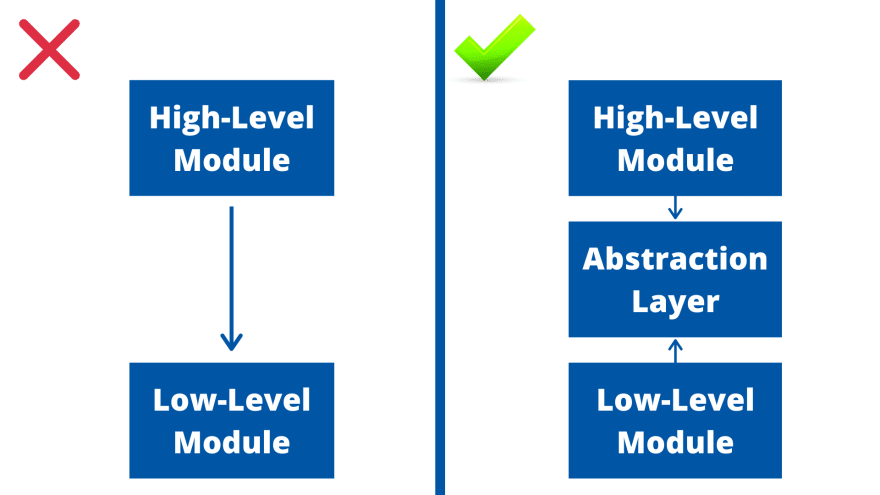 High-Level
Module
Low-Level
Module
High-Level
Module
Abstraction
Layer
Low-Level
Module